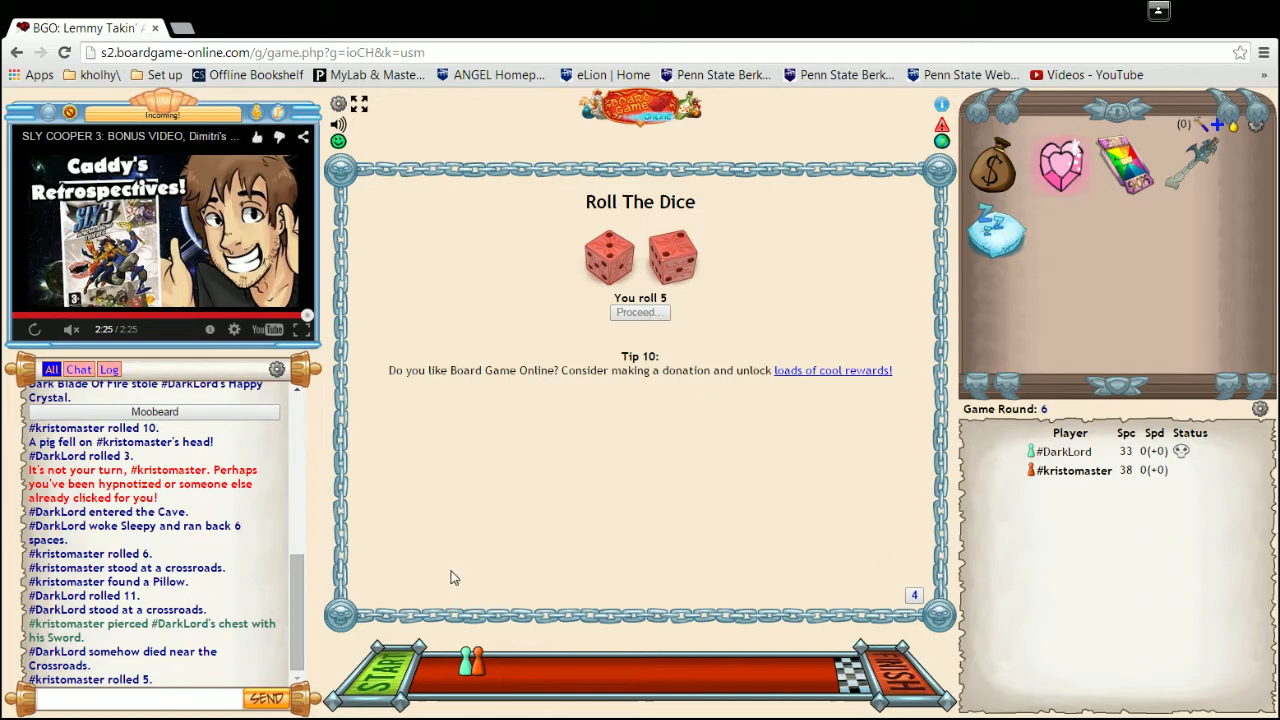 BGO: Lemmy Takin' A
s2.boardgame-online.com/g/game.php?g=ioCH&k=usm
Apps kholhy\ Set up Offline Bookshelf MyLab & Maste... ANGEL Homep... eLion | Home Penn State Berk... Penn State Berk... Penn State Web... Videos - YouTube »
Incoming!
SLY COOPER 3: BONUS VIDEO, Dimitri's ...
Caddy's
Retrospectives!
2:25 / 2:25
YouTube
All Chat Log
Dark Blade Of Fire stole #DarkLord's Happy
Crystal.
Moobeard
#kristomaster rolled 10.
A pig fell on #kristomaster's head!
#DarkLord rolled 3.
It's not your turn, #kristomaster. Perhaps
you've been hypnotized or someone else
already clicked for you!
#DarkLord entered the Cave.
#DarkLord woke Sleepy and ran back 6
spaces.
#kristomaster rolled 6.
#kristomaster stood at a crossroads.
#kristomaster found a Pillow.
#DarkLord rolled 11.
#DarkLord stood at a crossroads.
#kristomaster pierced #DarkLord's chest with
his Sword.
#DarkLord somehow died near the
Crossroads.
#kristomaster rolled 5.
SEND
BOARD
GAME
ONLINE
Roll The Dice
You roll 5
Proceed...
Tip 10:
Do you like Board Game Online? Consider making a donation and unlock loads of cool rewards!
4
START
FINISH
(0)
Game Round: 6
Player Spc Spd Status
#DarkLord 33 0(+0)
#kristomaster 38 0(+0)